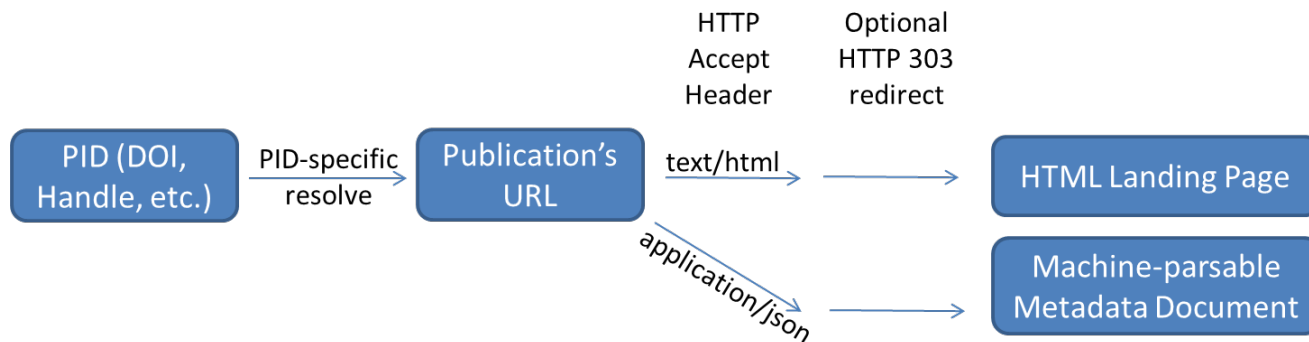 HTTP
Accept
Header
Optional
HTTP 303
redirect
PID (DOI,
Handle, etc.)
PID-specific
resolve
Publication's
URL
text/html
HTML Landing Page
application/json
Machine-parsable
Metadata Document